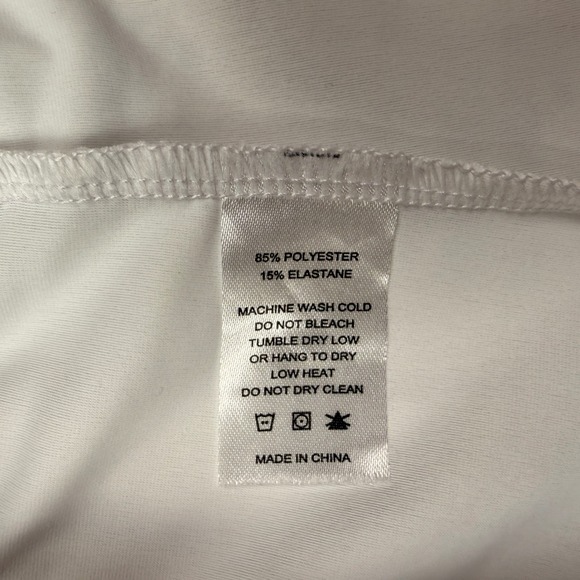 85% POLYESTER
15% ELASTANE
MACHINE WASH COLD
DO NOT BLEACH
TUMBLE DRY LOW
OR HANG TO DRY
LOW HEAT
DO NOT DRY CLEAN
MADE IN CHINA